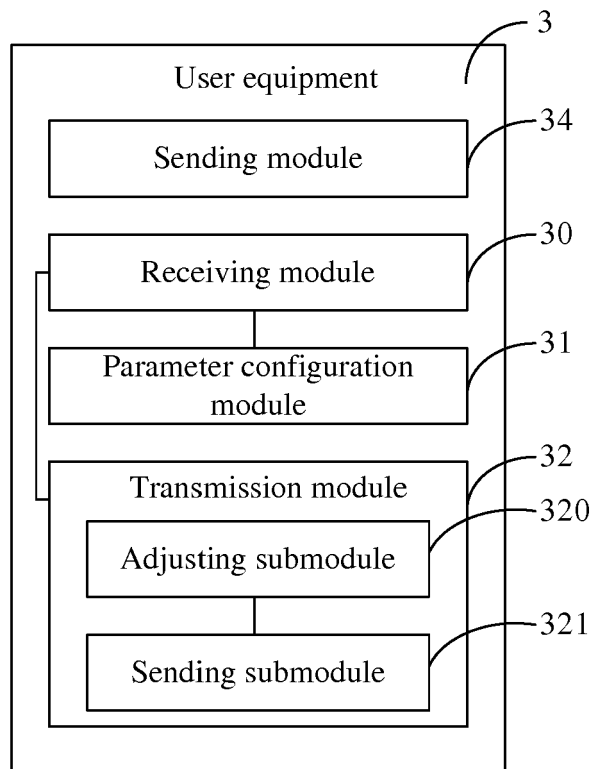 3
User equipment
34
Sending module
30
Receiving module
31
Parameter configuration
module
32
Transmission module
320
Adjusting submodule
321
Sending submodule